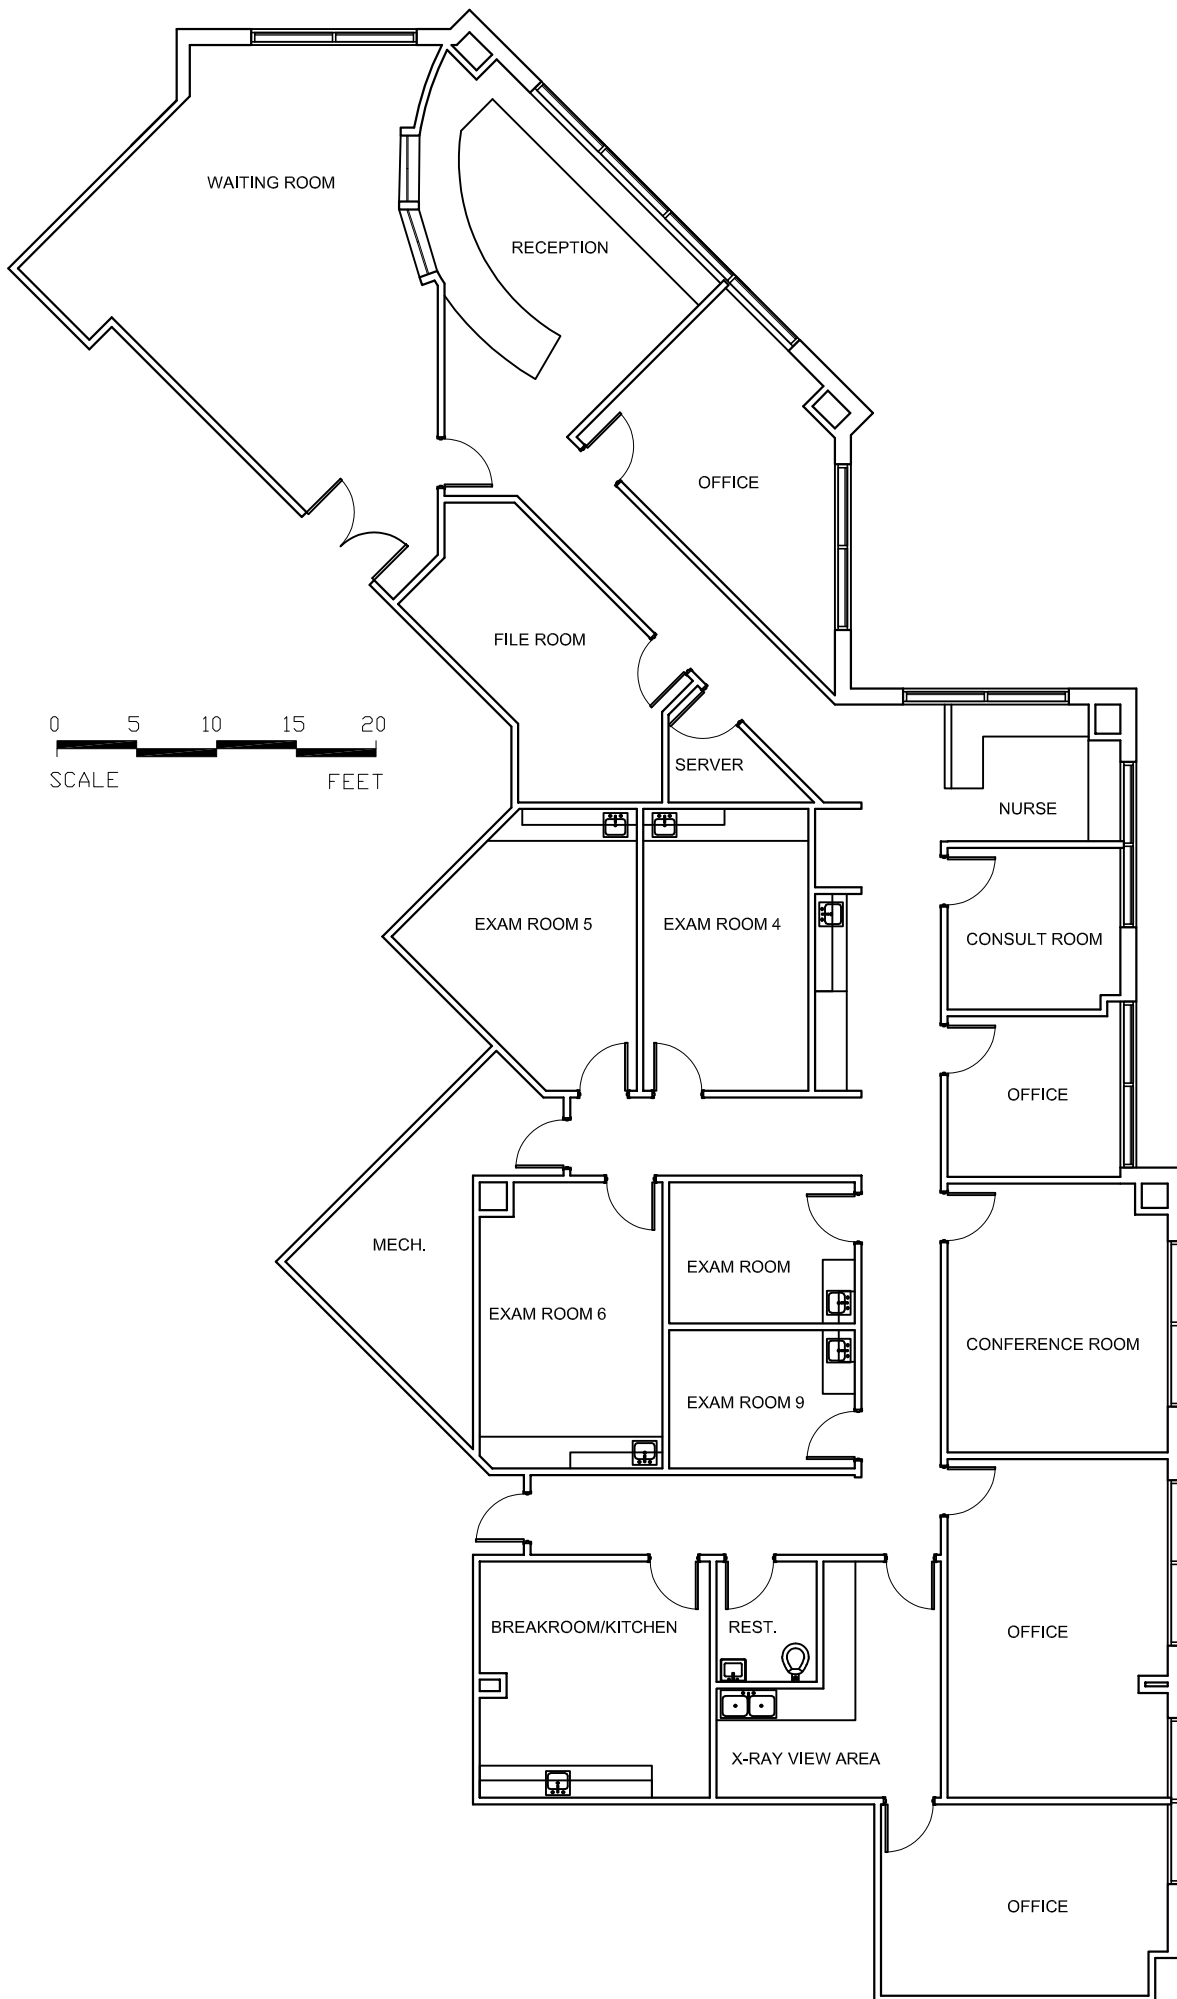 WAITING ROOM
RECEPTION
OFFICE
FILE ROOM
0 5 10 15 20
SCALE FEET
SERVER
NURSE
EXAM ROOM 5
EXAM ROOM 4
CONSULT ROOM
OFFICE
MECH.
EXAM ROOM
EXAM ROOM 6
CONFERENCE ROOM
EXAM ROOM 9
BREAKROOM/KITCHEN
REST.
OFFICE
X-RAY VIEW AREA
OFFICE